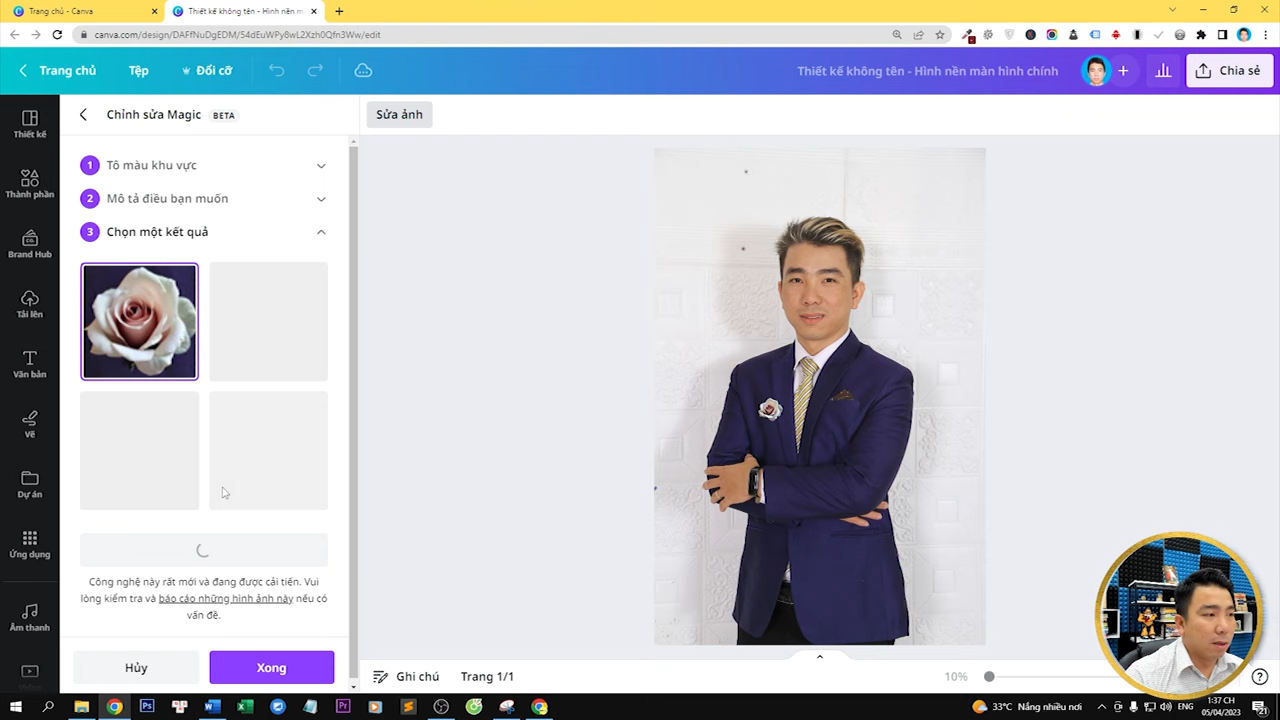 Trang chủ - Canva
Thiết kế không tên - Hình nền m
canva.com/design/DAFfNuDgEDM/54dEuWPy8wL2Xzh0Qfn3Ww/edit
Trang chủ
Tệp
Đổi cỡ
Thiết kế không tên - Hình nền màn hình chính
Chia sẻ
Thiết kế
Thành phần
Brand Hub
Tải lên
Văn bản
Vẽ
Dự án
Ứng dụng
Âm thanh
Chỉnh sửa Magic BETA
1 Tô màu khu vực
2 Mô tả điều bạn muốn
3 Chọn một kết quả
Công nghệ này rất mới và đang được cải tiến. Vui
lòng kiểm tra và báo cáo những hình ảnh này nếu có
vấn đề.
Hủy
Xong
Sửa ảnh
Ghi chú
Trang 1/1
10%
33°C Nắng nhiều nơi
ENG
1:37 CH
05/04/2023